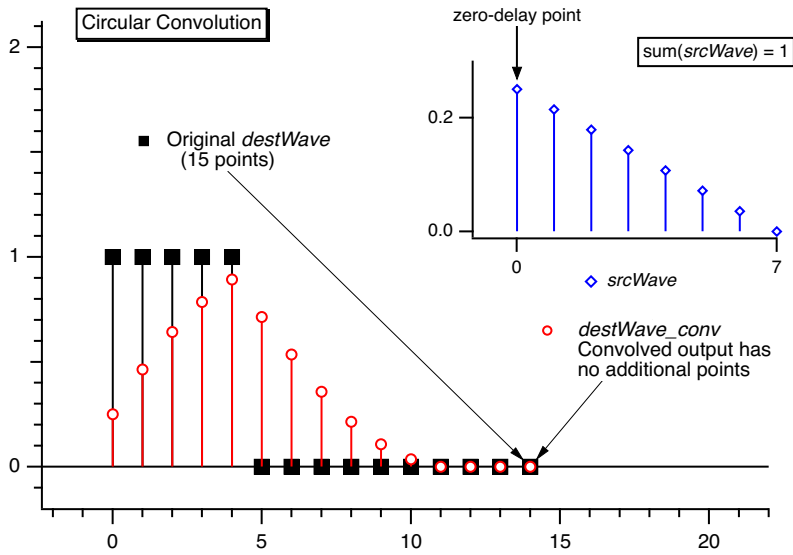 Circular Convolution
zero-delay point
sum(srcWave) = 1
2
Original destWave
(15 points)
0.2
0.0
0
7
srcWave
1
destWave_conv
Convolved output has
no additional points
0
0
5
10
15
20